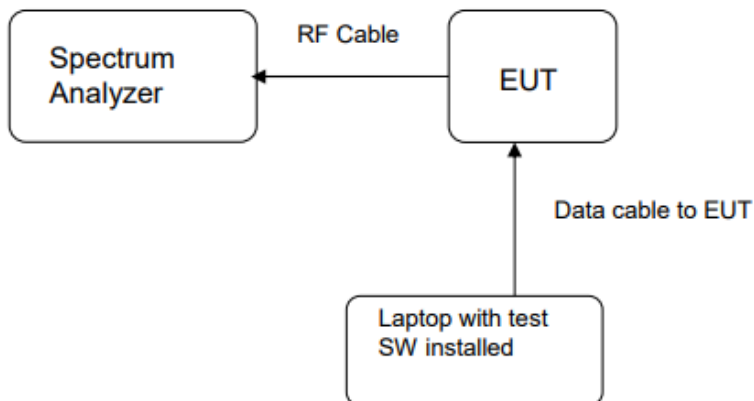 RF Cable
Spectrum
Analyzer
EUT
Data cable to EUT
Laptop with test
SW installed